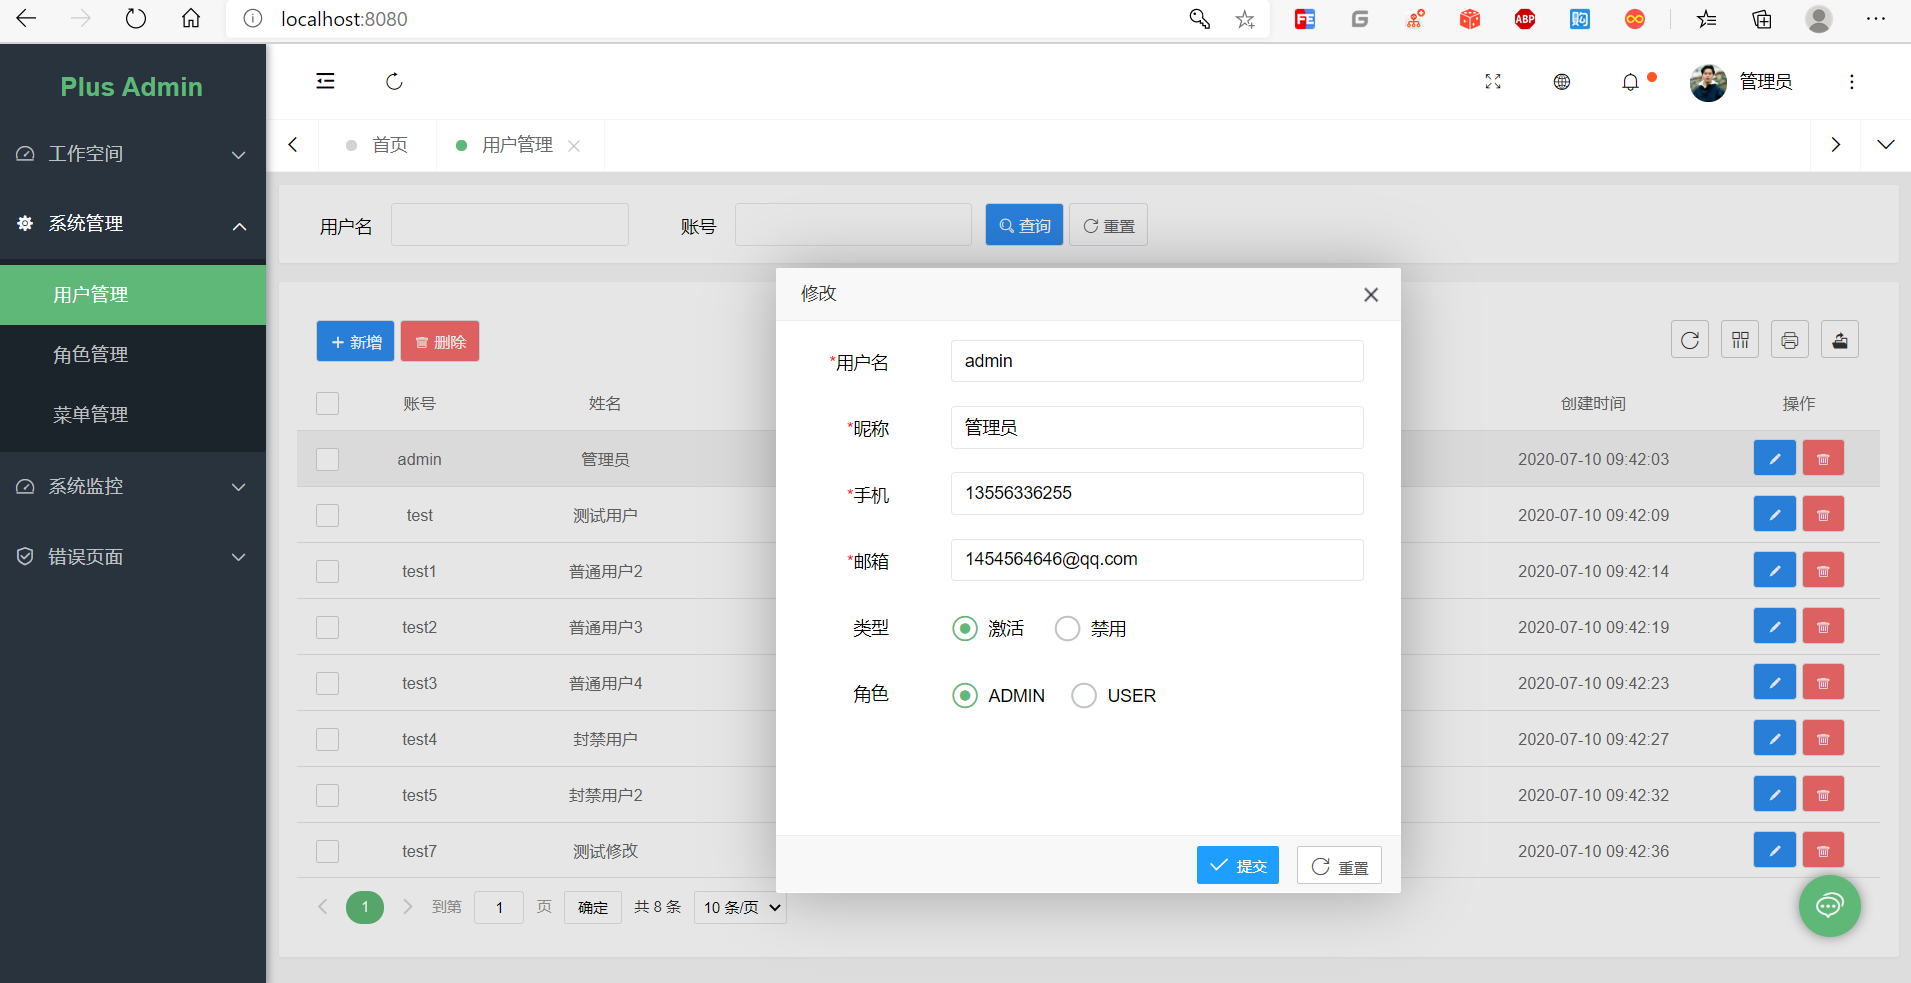 localhost:8080
FE
G
ABP
购
Plus Admin
管理员
首页
用户管理
工作空间
系统管理
用户管理
角色管理
菜单管理
系统监控
错误页面
用户名
账号
查询
重置
新增
删除
账号 姓名 创建时间 操作
admin 管理员 2020-07-10 09:42:03
test 测试用户 2020-07-10 09:42:09
test1 普通用户2 2020-07-10 09:42:14
test2 普通用户3 2020-07-10 09:42:19
test3 普通用户4 2020-07-10 09:42:23
test4 封禁用户 2020-07-10 09:42:27
test5 封禁用户2 2020-07-10 09:42:32
test7 测试修改 2020-07-10 09:42:36
1 到第 1 页 确定 共 8 条 10 条/页
修改
*用户名 admin
*昵称 管理员
*手机 13556336255
*邮箱 1454564646@qq.com
类型 激活 禁用
角色 ADMIN USER
提交 重置